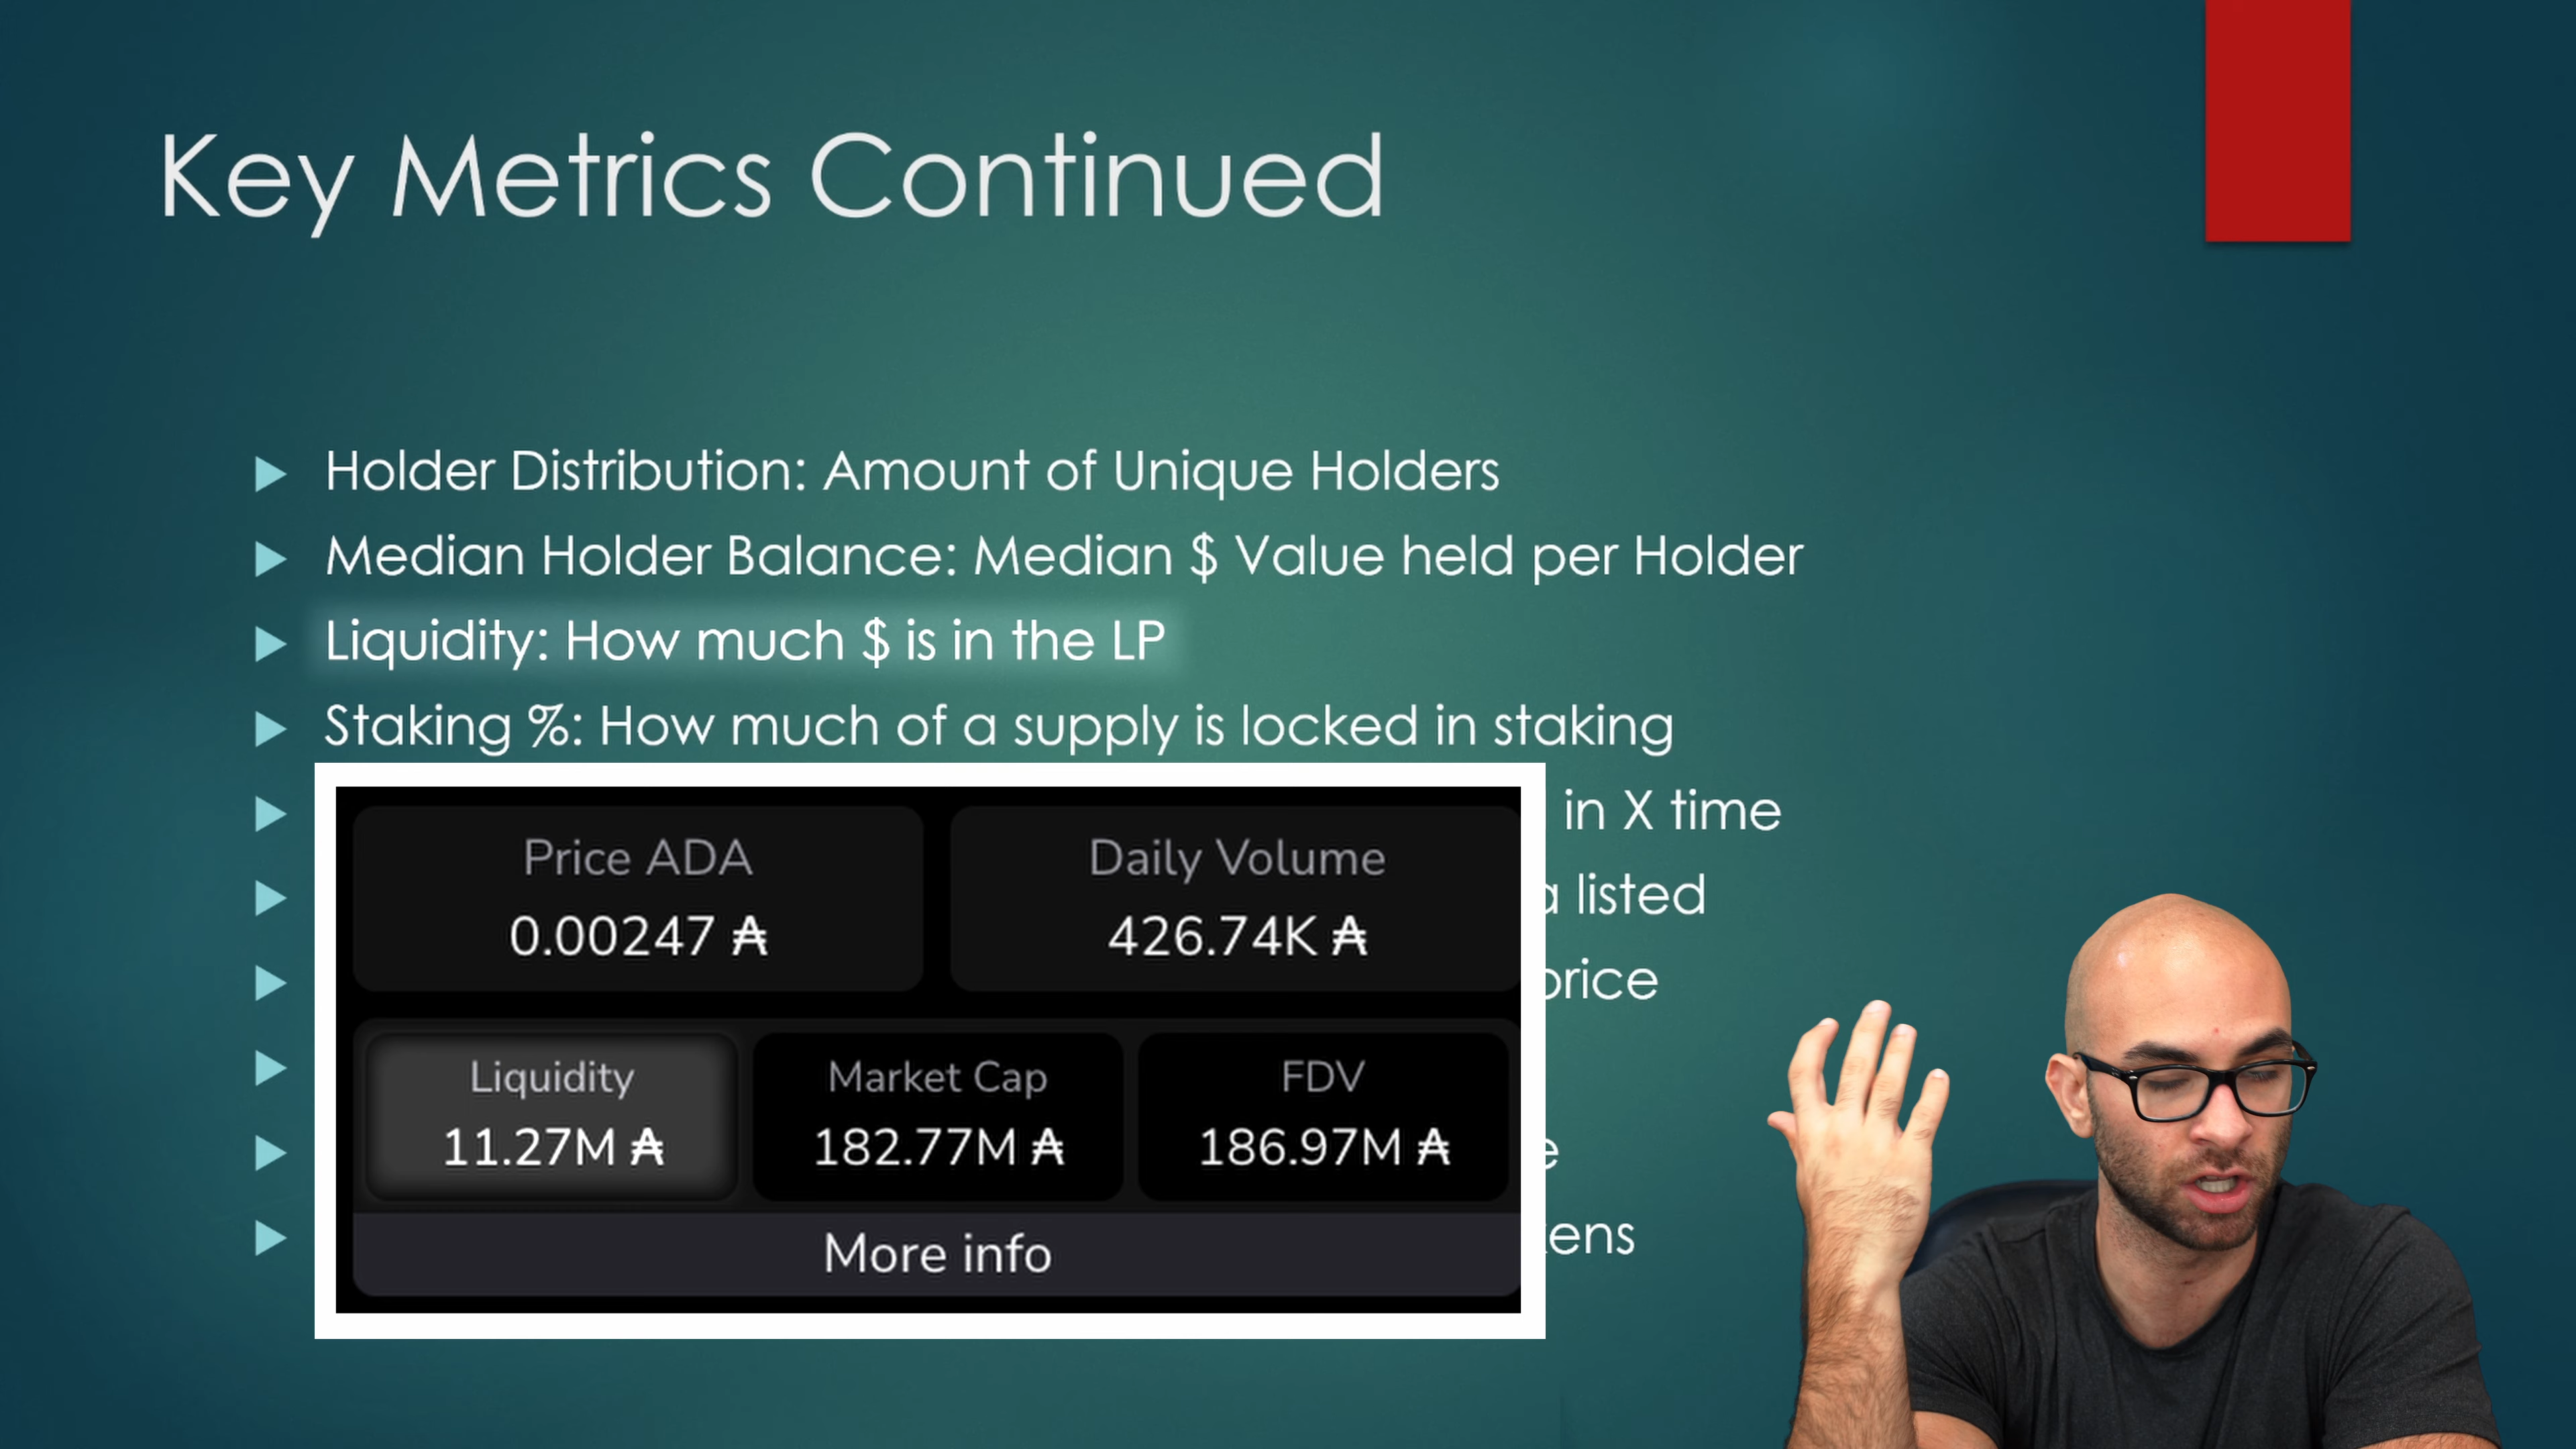 Key Metrics Continued
Holder Distribution: Amount of Unique Holders
Median Holder Balance: Median $ Value held per Holder
Liquidity: How much $ is in the LP
Staking %: How much of a supply is locked in staking
in X time
listed
price
Price ADA
0.00247 ₳
Daily Volume
426.74K ₳
Liquidity
11.27M ₳
Market Cap
182.77M ₳
FDV
186.97M ₳
More info